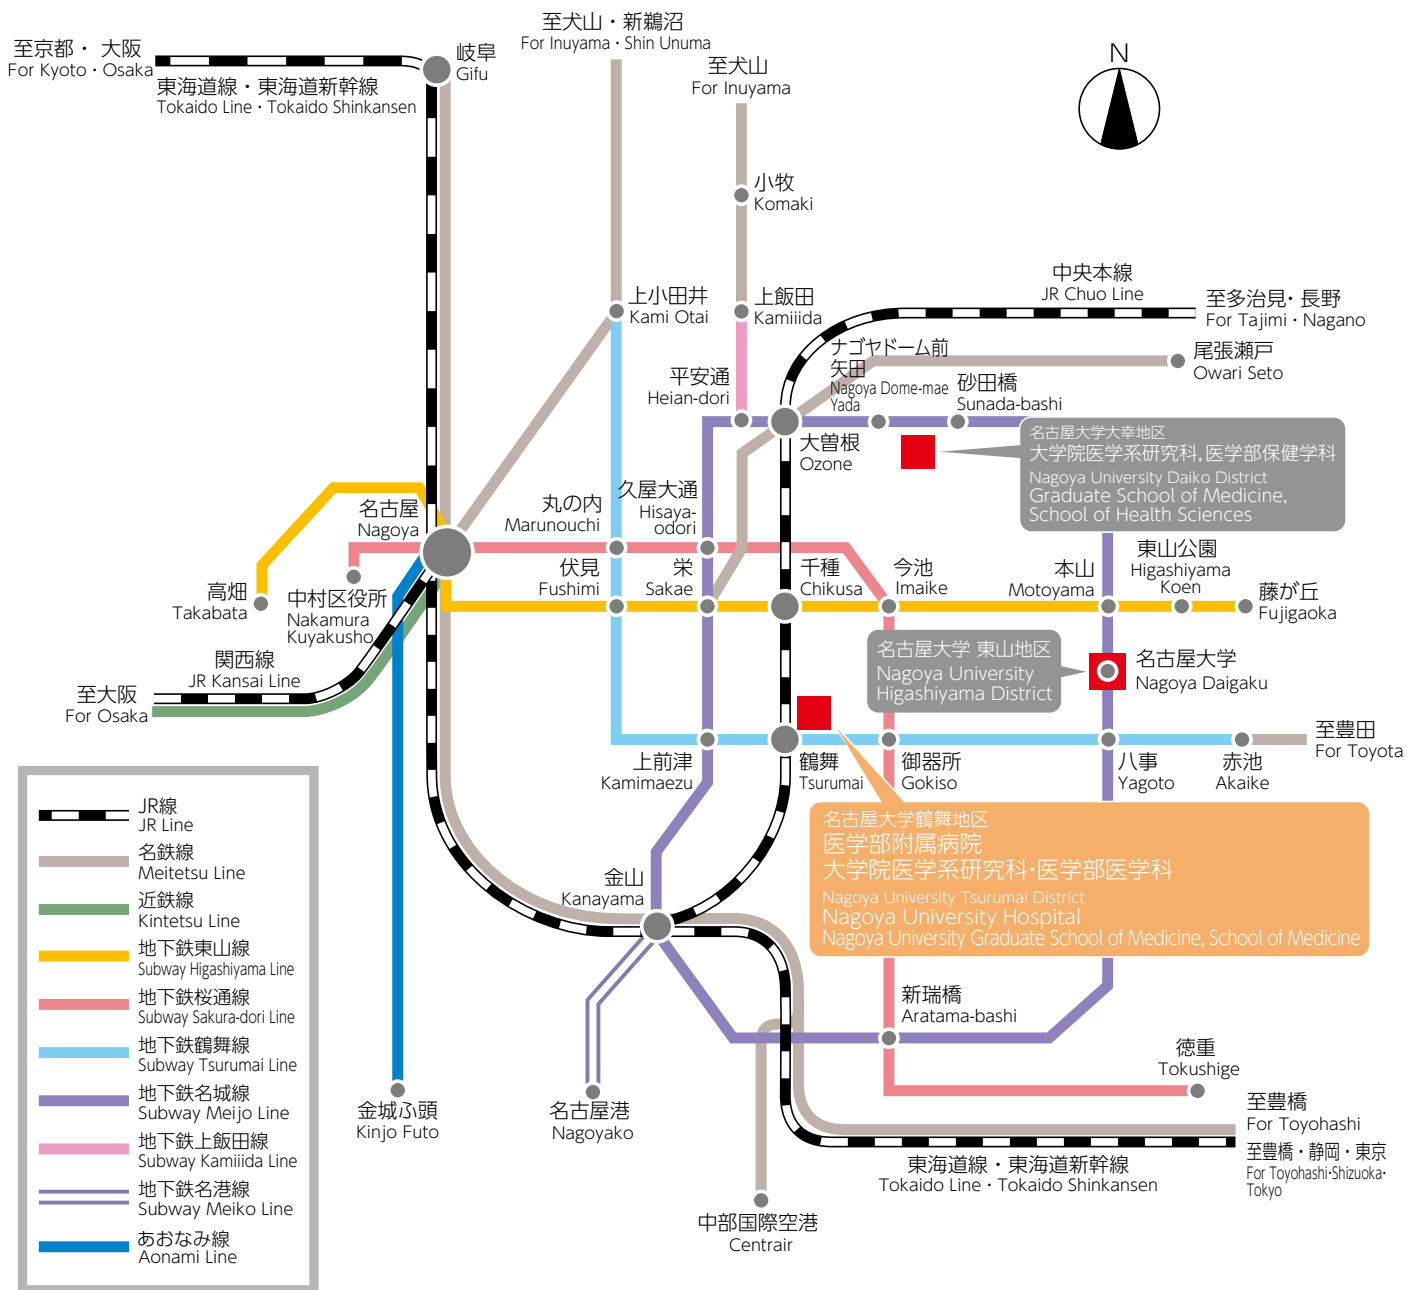 至京都・ 大阪
For Kyoto・Osaka
東海道線・東海道新幹線
Tokaido Line・Tokaido Shinkansen
岐阜
Gifu
至犬山・新鵜沼
For Inuyama・Shin Unuma
至犬山
For Inuyama
N
小牧
Komaki
上小田井
Kami Otai
上飯田
Kamiiida
中央本線
JR Chuo Line
至多治見・長野
For Tajimi・Nagano
ナゴヤドーム前
矢田
Nagoya Dome-mae
Yada
尾張瀬戸
Owari Seto
平安通
Heian-dori
砂田橋
Sunada-bashi
大曽根
Ozone
名古屋大学大幸地区
大学院医学系研究科,医学部保健学科
Nagoya University Daiko District
Graduate School of Medicine,
School of Health Sciences
名古屋
Nagoya
丸の内
Marunouchi
久屋大通
Hisaya-
odori
高畑
Takabata
中村区役所
Nakamura
Kuyakusho
伏見
Fushimi
栄
Sakae
千種
Chikusa
今池
Imaike
本山
Motoyama
東山公園
Higashiyama
Koen
藤が丘
Fujigaoka
関西線
JR Kansai Line
至大阪
For Osaka
名古屋大学 東山地区
Nagoya University
Higashiyama District
名古屋大学
Nagoya Daigaku
上前津
Kamimaezu
鶴舞
Tsurumai
御器所
Gokiso
八事
Yagoto
赤池
Akaike
至豊田
For Toyota
名古屋大学鶴舞地区
医学部附属病院
大学院医学系研究科・医学部医学科
Nagoya University Tsurumai District
Nagoya University Hospital
Nagoya University Graduate School of Medicine, School of Medicine
金山
Kanayama
新瑞橋
Aratama-bashi
徳重
Tokushige
金城ふ頭
Kinjo Futo
名古屋港
Nagoyako
至豊橋
For Toyohashi
至豊橋・静岡・東京
For Toyohashi・Shizuoka・
Tokyo
東海道線・東海道新幹線
Tokaido Line・Tokaido Shinkansen
中部国際空港
Centrair
JR線
JR Line
名鉄線
Meitetsu Line
近鉄線
Kintetsu Line
地下鉄東山線
Subway Higashiyama Line
地下鉄桜通線
Subway Sakura-dori Line
地下鉄鶴舞線
Subway Tsurumai Line
地下鉄名城線
Subway Meijo Line
地下鉄上飯田線
Subway Kamiiida Line
地下鉄名港線
Subway Meiko Line
あおなみ線
Aonami Line